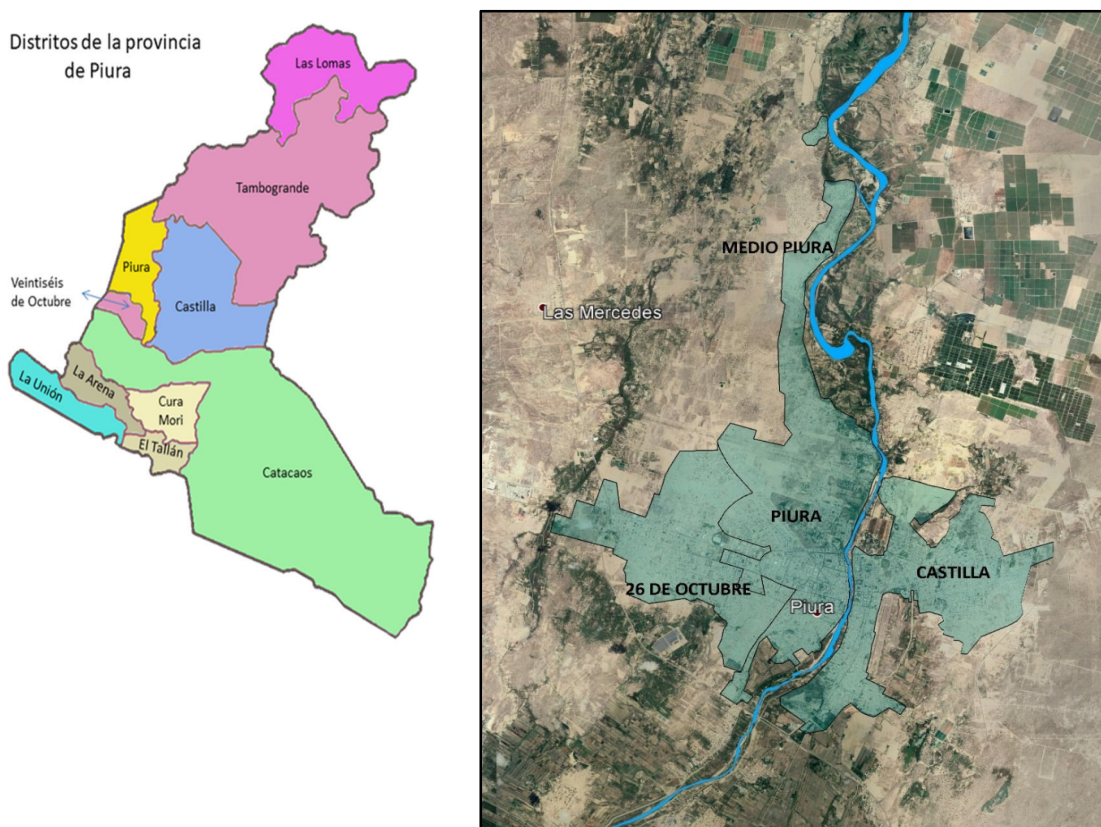 Distritos de la provincia
de Piura
Las Lomas
Tambogrande
Piura
Veintiséis
de Octubre
Castilla
La Arena
La Unión
Cura
Mori
El Tallán
Catacaos
MEDIO PIURA
Las Mercedes
PIURA
CASTILLA
26 DE OCTUBRE
Piura